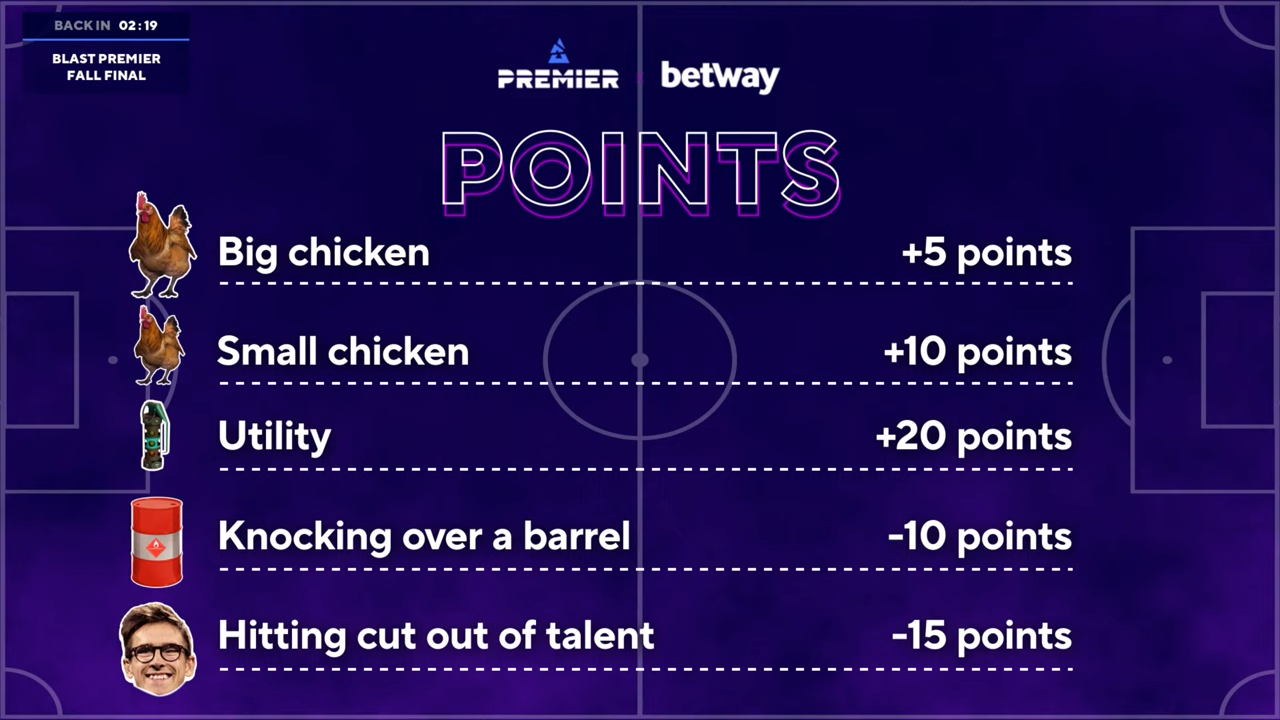 BACK IN 02:19
BLAST PREMIER
FALL FINAL
PREMIER betway
POINTS
Big chicken +5 points
Small chicken +10 points
Utility +20 points
Knocking over a barrel -10 points
Hitting cut out of talent -15 points